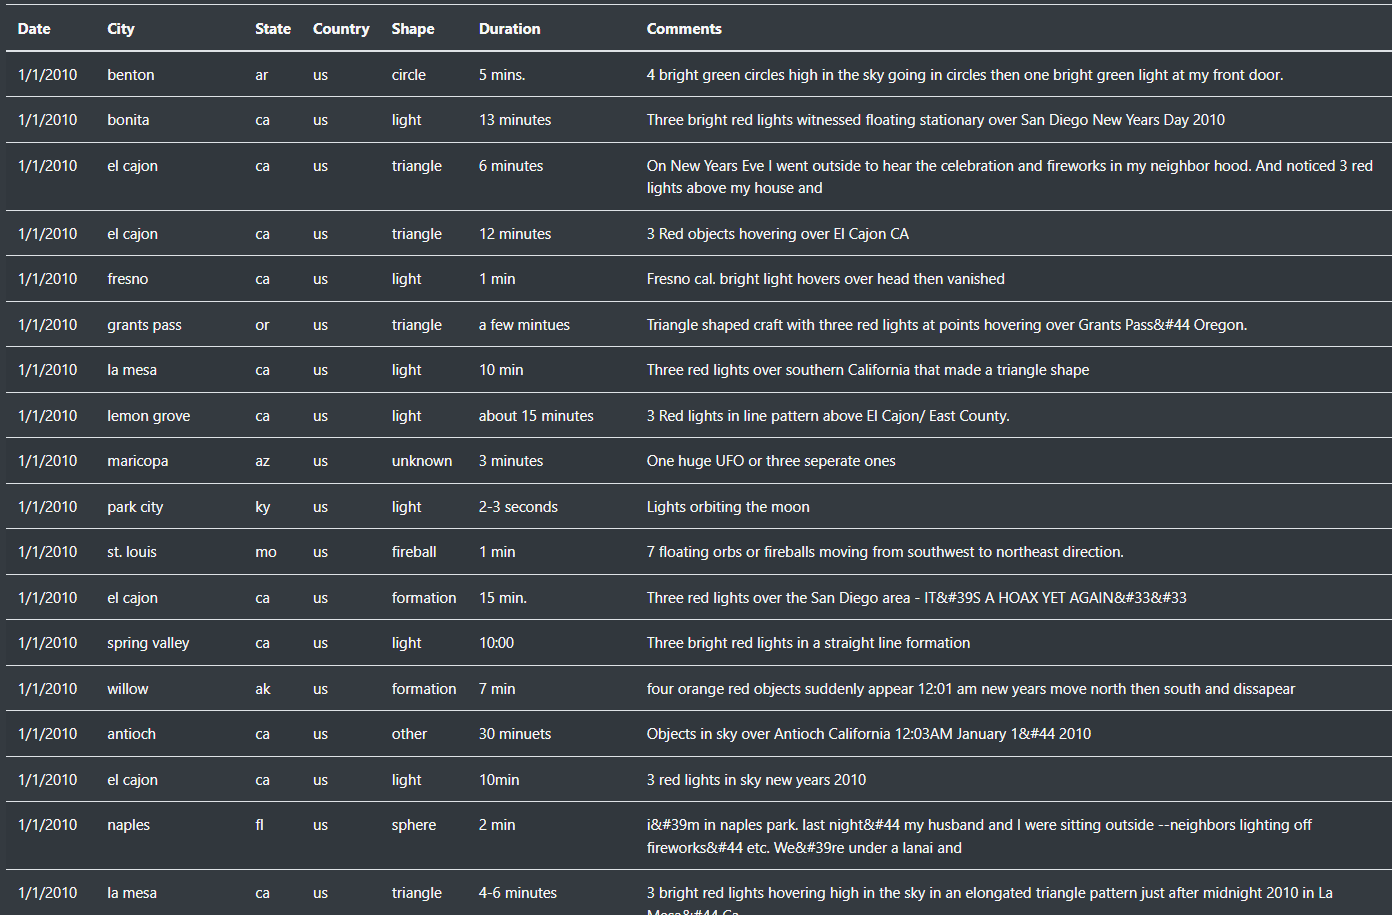 Date City State Country Shape Duration Comments
1/1/2010 benton ar us circle 5 mins. 4 bright green circles high in the sky going in circles then one bright green light at my front door.
1/1/2010 bonita ca us light 13 minutes Three bright red lights witnessed floating stationary over San Diego New Years Day 2010
1/1/2010 el cajon ca us triangle 6 minutes On New Years Eve I went outside to hear the celebration and fireworks in my neighbor hood. And noticed 3 red
lights above my house and
1/1/2010 el cajon ca us triangle 12 minutes 3 Red objects hovering over El Cajon CA
1/1/2010 fresno ca us light 1 min Fresno cal. bright light hovers over head then vanished
1/1/2010 grants pass or us triangle a few mintues Triangle shaped craft with three red lights at points hovering over Grants Pass&#44 Oregon.
1/1/2010 la mesa ca us light 10 min Three red lights over southern California that made a triangle shape
1/1/2010 lemon grove ca us light about 15 minutes 3 Red lights in line pattern above El Cajon/ East County.
1/1/2010 maricopa az us unknown 3 minutes One huge UFO or three seperate ones
1/1/2010 park city ky us light 2-3 seconds Lights orbiting the moon
1/1/2010 st. louis mo us fireball 1 min 7 floating orbs or fireballs moving from southwest to northeast direction.
1/1/2010 el cajon ca us formation 15 min. Three red lights over the San Diego area - IT&#39S A HOAX YET AGAIN&#33&#33
1/1/2010 spring valley ca us light 10:00 Three bright red lights in a straight line formation
1/1/2010 willow ak us formation 7 min four orange red objects suddenly appear 12:01 am new years move north then south and dissapear
1/1/2010 antioch ca us other 30 minuets Objects in sky over Antioch California 12:03AM January 1&#44 2010
1/1/2010 el cajon ca us light 10min 3 red lights in sky new years 2010
1/1/2010 naples fl us sphere 2 min i&#39m in naples park. last night&#44 my husband and I were sitting outside --neighbors lighting off
fireworks&#44 etc. We&#39re under a lanai and
1/1/2010 la mesa ca us triangle 4-6 minutes 3 bright red lights hovering high in the sky in an elongated triangle pattern just after midnight 2010 in La
Mesa&#44 Ca